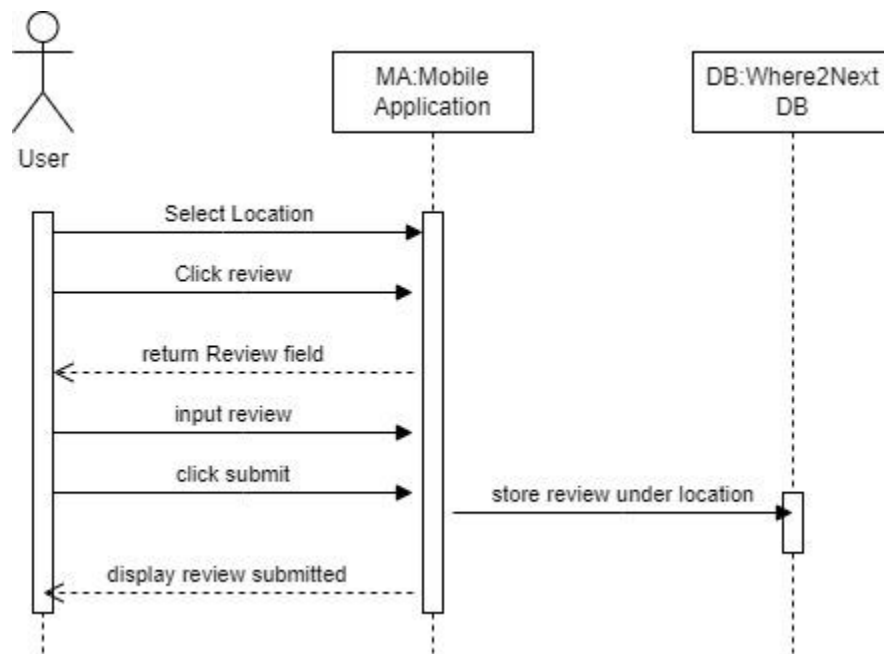 MA:Mobile
Application
DB:Where2Next
DB
User
Select Location
Click review
return Review field
input review
click submit
store review under location
display review submitted